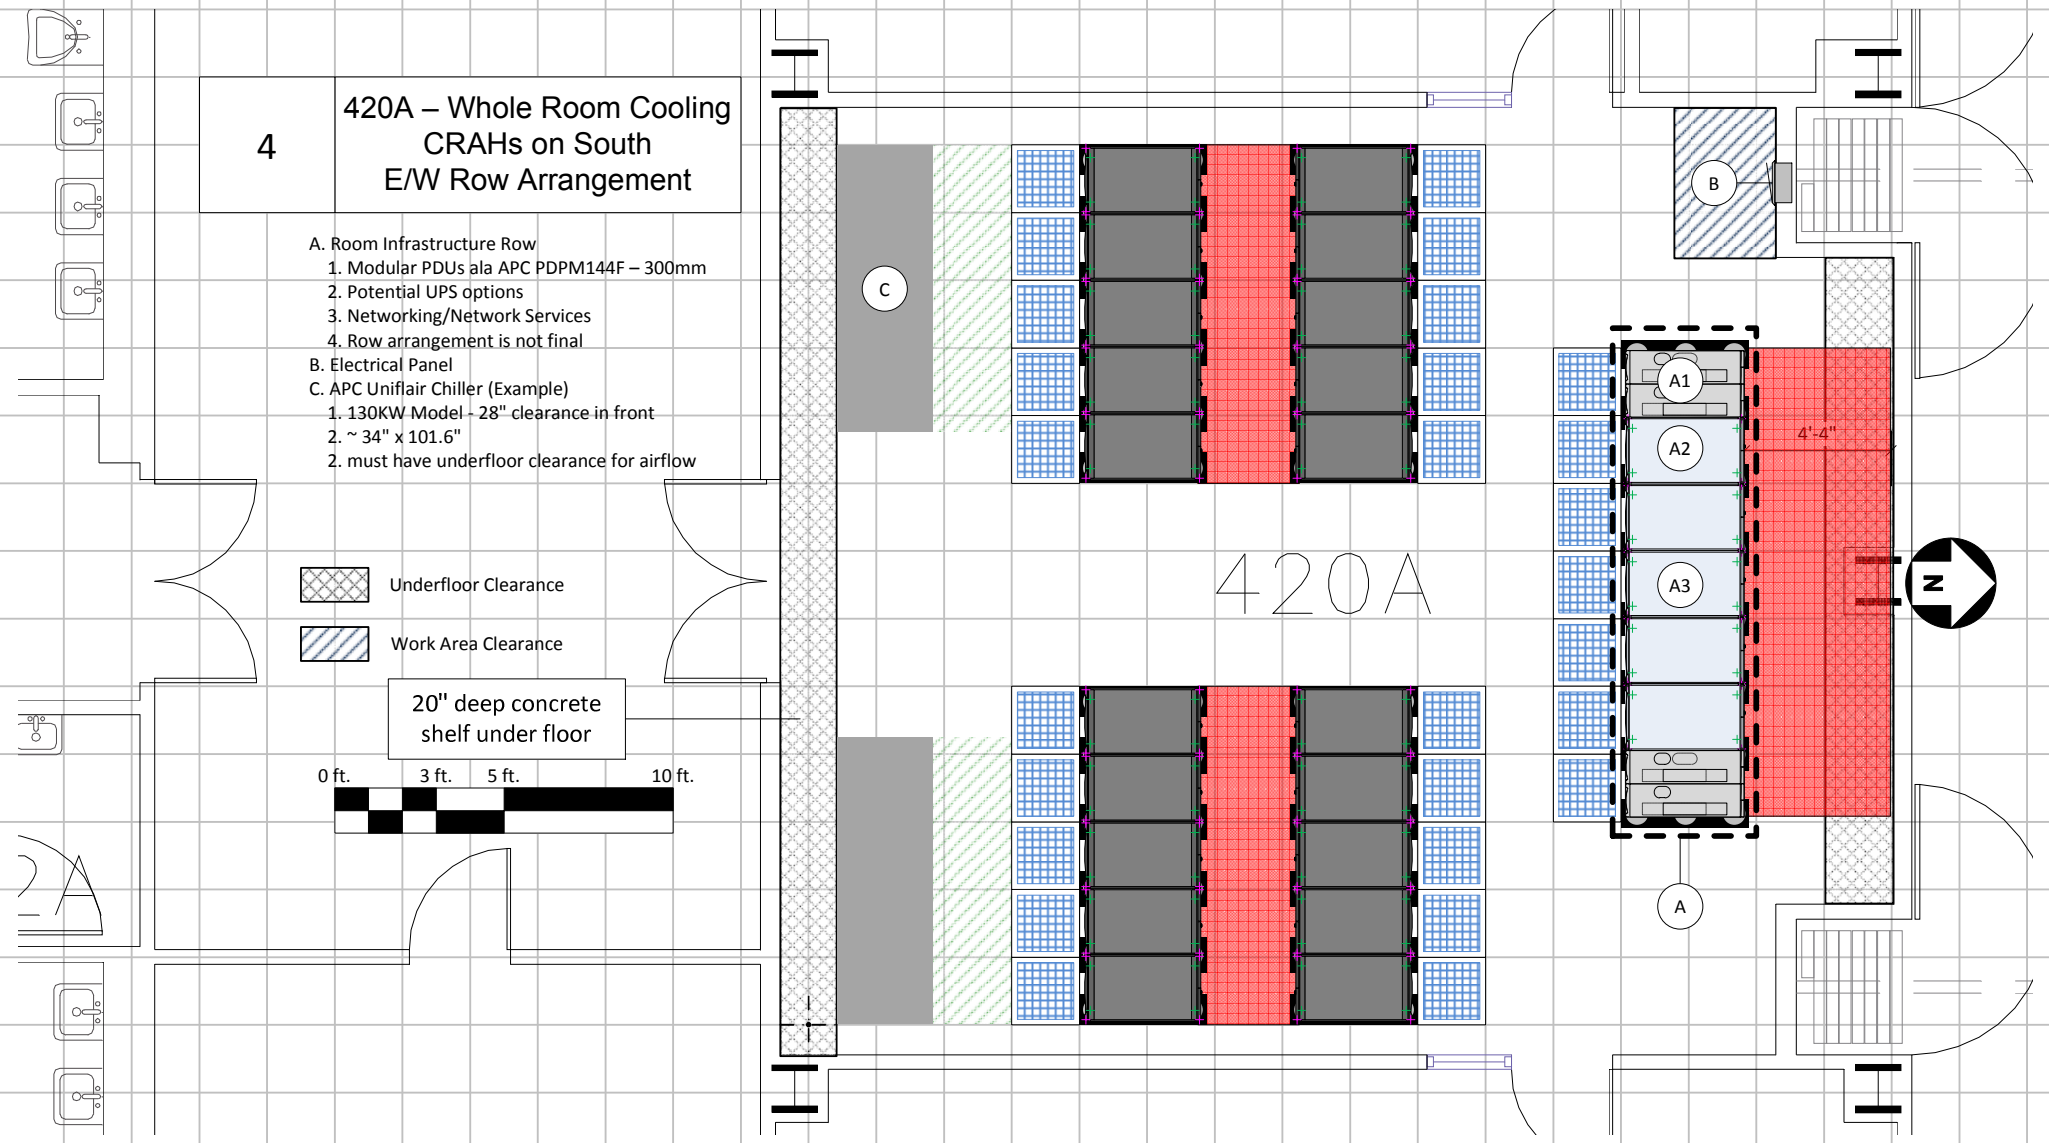 4
420A – Whole Room Cooling
CRAHs on South
E/W Row Arrangement
A. Room Infrastructure Row
1. Modular PDUs ala APC PDPM144F – 300mm
2. Potential UPS options
3. Networking/Network Services
4. Row arrangement is not final
B. Electrical Panel
C. APC Uniflair Chiller (Example)
1. 130KW Model - 28" clearance in front
2. ~ 34" x 101.6"
2. must have underfloor clearance for airflow
Underfloor Clearance
Work Area Clearance
20" deep concrete
shelf under floor
0 ft. 3 ft. 5 ft. 10 ft.
2A
C
420A
B
A1
A2
A3
4'-4"
N
A